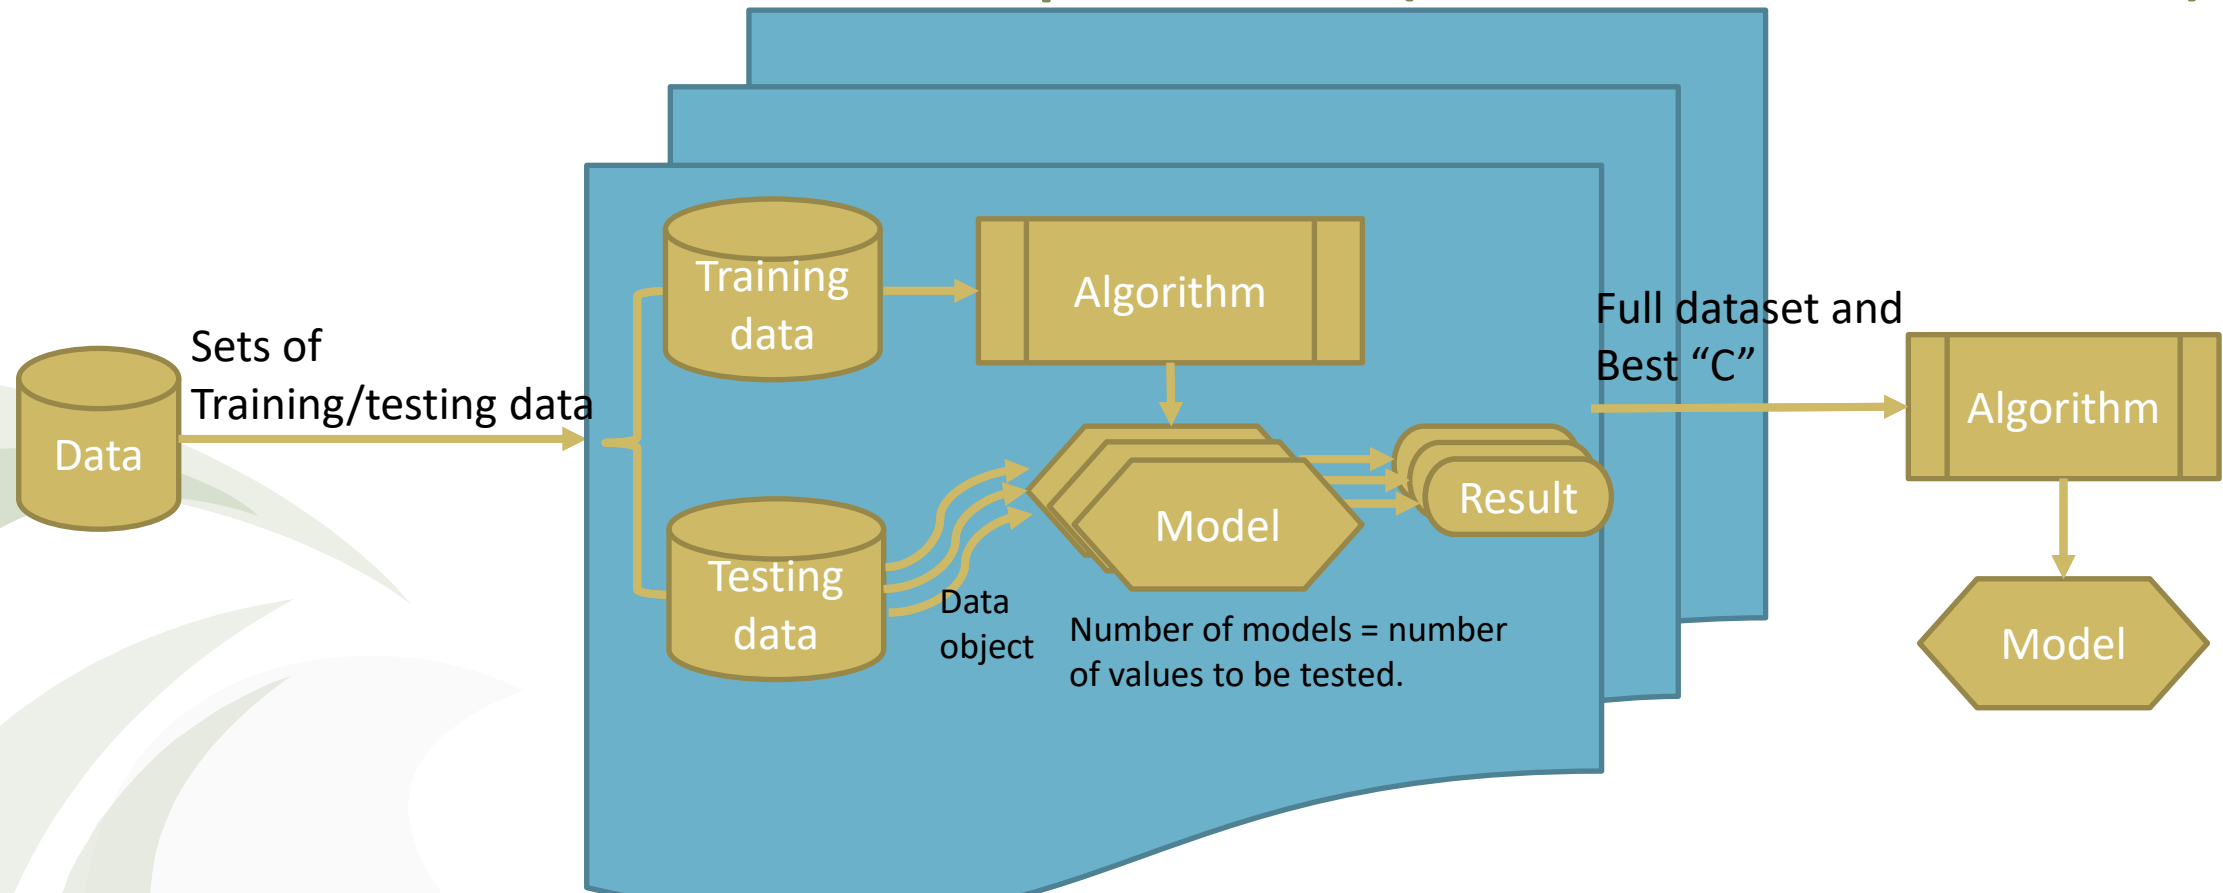 Data
Sets of
Training/testing data
Training
data
Algorithm
Testing
data
Data
object
Model
Result
Number of models = number
of values to be tested.
Full dataset and
Best “C”
Algorithm
Model